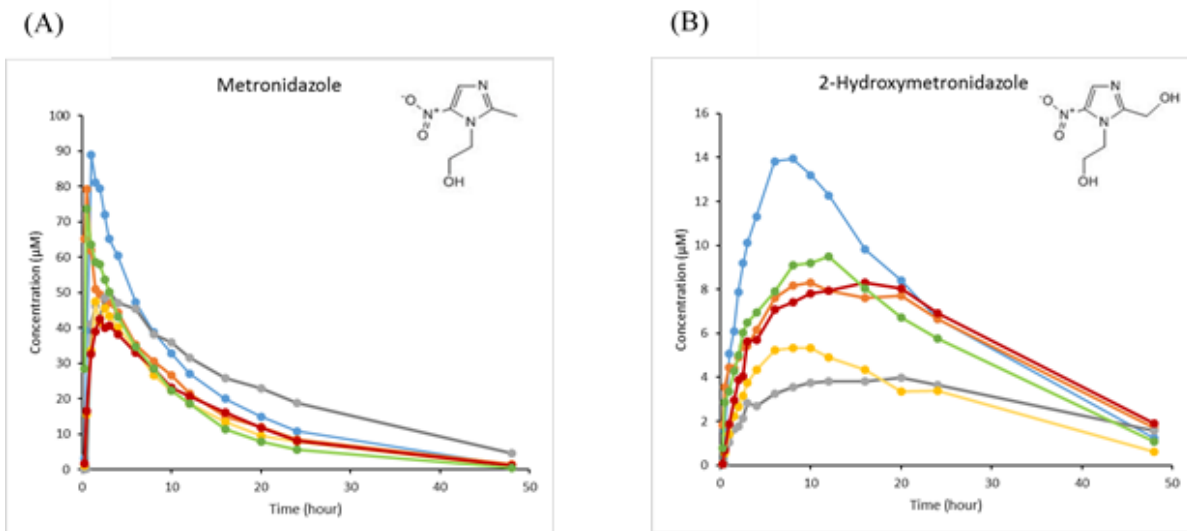 (A)
(B)
Metronidazole
2-Hydroxymetronidazole
Concentration (µM)
100
90
80
70
60
50
40
30
20
10
0
0 10 20 30 40 50
Time (hour)
O⁻ N⁺ O N N OH
Concentration (µM)
16
14
12
10
8
6
4
2
0
0 10 20 30 40 50
Time (hour)
O⁻ N⁺ O N N OH OH